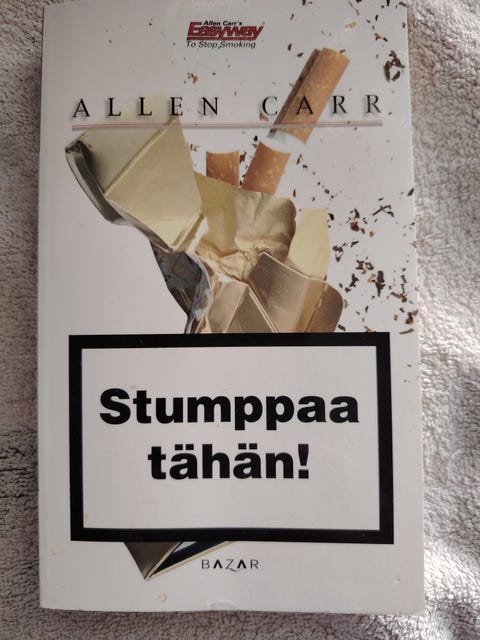 Allen Carr's
Easyway
To Stop Smoking
ALLEN CARR
Stumppaa
tähän!
BAZAR